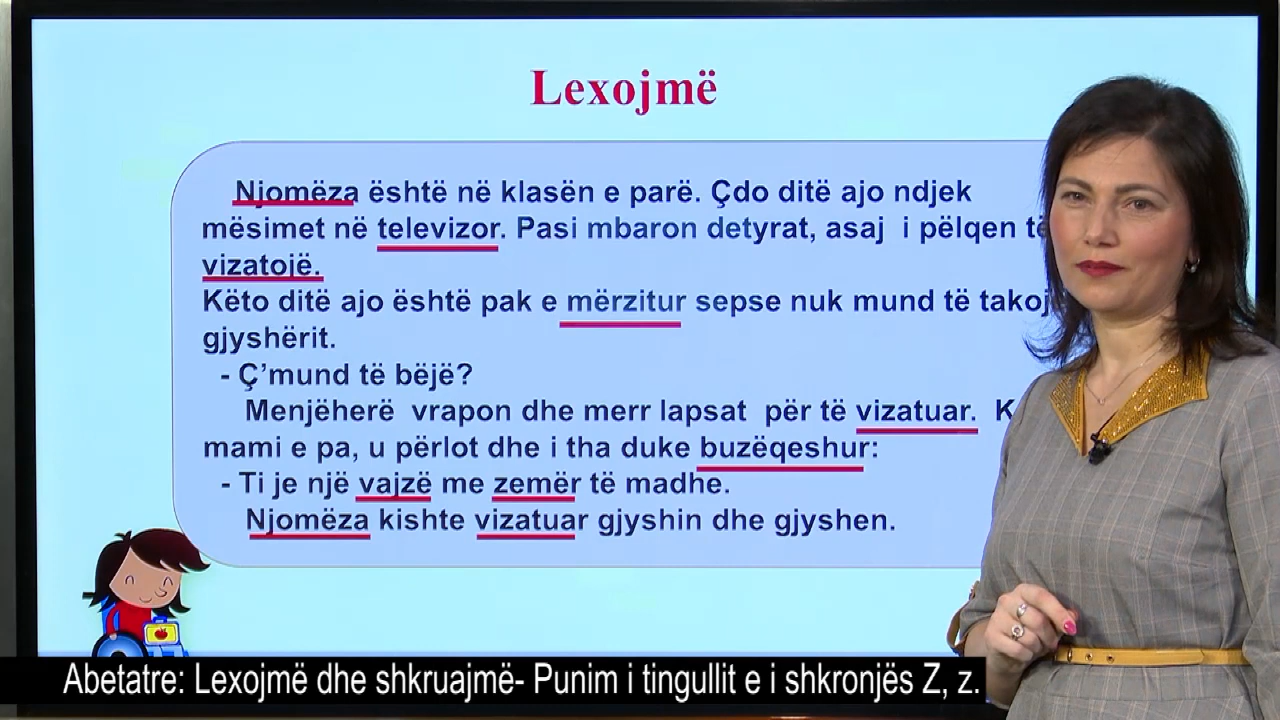 Lexojmë
Njomëza është në klasën e parë. Çdo ditë ajo ndjek
mësimet në televizor. Pasi mbaron detyrat, asaj i pëlqen të
vizatojë.
Këto ditë ajo është pak e mërzitur sepse nuk mund të
gjyshërit.
- Ç’mund të bëjë?
Menjëherë vrapon dhe merr lapsat për të vizatuar.
mami e pa, u përlot dhe i tha duke buzëqeshur:
- Ti je një vajzë me zemër të madhe.
Njomëza kishte vizatuar gjyshin dhe gjyshen.
Abetatre: Lexojmë dhe shkruajmë- Punim i tingullit e i shkronjës Z, z.